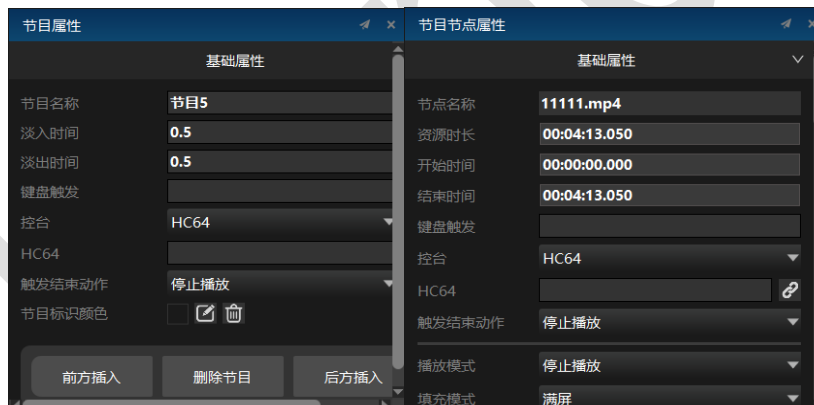 节目属性
基础属性
节目名称 节目5
淡入时间 0.5
淡出时间 0.5
键盘触发
控台 HC64
HC64
触发结束动作 停止播放
节目标识颜色
前方插入 删除节目 后方插入
节目节点属性
基础属性
节点名称 11111.mp4
资源时长 00:04:13.050
开始时间 00:00:00.000
结束时间 00:04:13.050
键盘触发
控台 HC64
HC64
触发结束动作 停止播放
播放模式 停止播放
填充模式 满屏